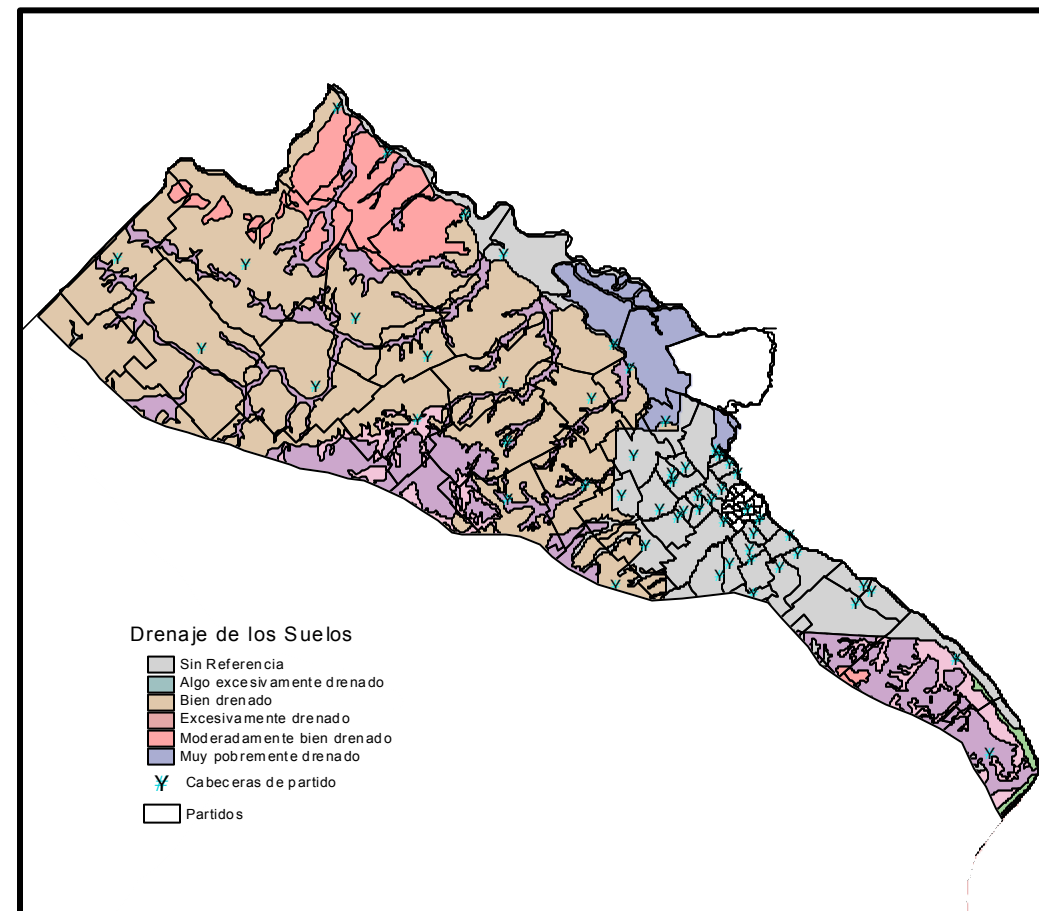 Drenaje de los Suelos
Sin Referencia
Algo excesivamente drenado
Bien drenado
Excesivamente drenado
Moderadamente bien drenado
Muy pobremente drenado
Cabeceras de partido
Partidos